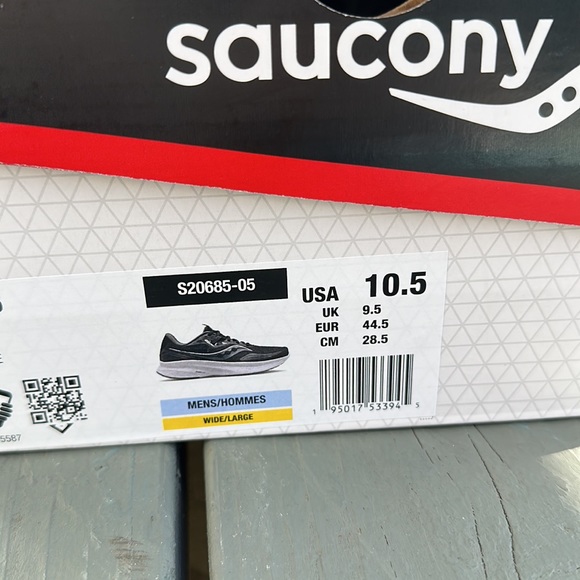 saucony
S20685-05
USA 10.5
UK 9.5
EUR 44.5
CM 28.5
MENS/HOMMES
WIDE/LARGE
1 95017 53394 5
5587